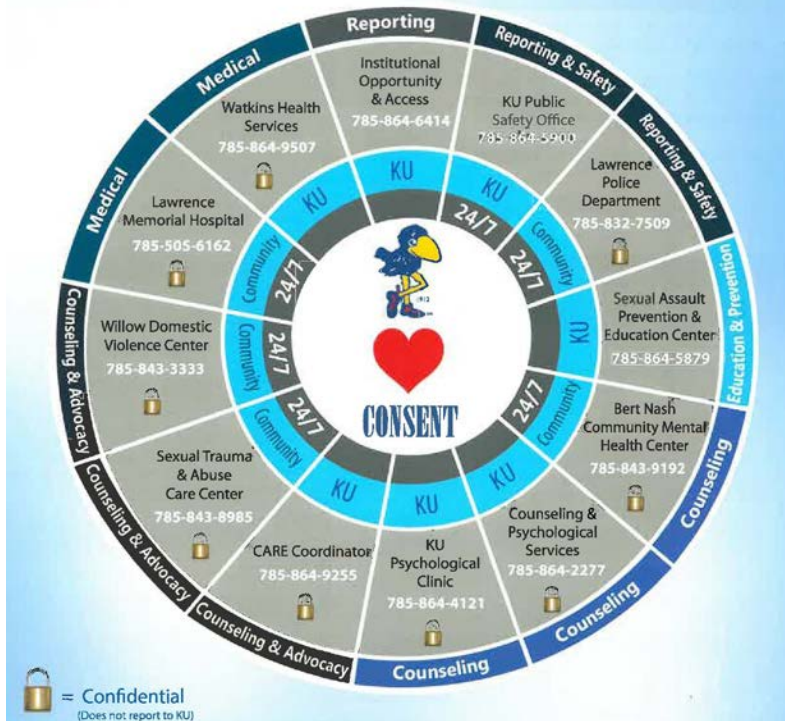 Reporting
Institutional
Opportunity
& Access
785-864-6414
KU
Reporting & Safety
KU Public
Safety Office
785-864-5900
KU
24/7
Reporting & Safety
Lawrence
Police
Department
785-832-7509
Community
24/7
Education & Prevention
Sexual Assault
Prevention &
Education Center
785-864-5879
KU
Counseling
Bert Nash
Community Mental
Health Center
785-843-9192
Community
24/7
Counseling
Counseling &
Psychological
Services
785-864-2277
KU
Counseling
KU
Psychological
Clinic
785-864-4121
KU
Counseling & Advocacy
CARE Coordinator
785-864-9255
KU
Counseling & Advocacy
Sexual Trauma
& Abuse
Care Center
785-843-8985
Community
24/7
Counseling & Advocacy
Willow Domestic
Violence Center
785-843-3333
Community
24/7
Medical
Lawrence
Memorial Hospital
785-505-6162
Community
24/7
Medical
Watkins Health
Services
785-864-9507
KU
1912
CONSENT
= Confidential
(Does not report to KU)